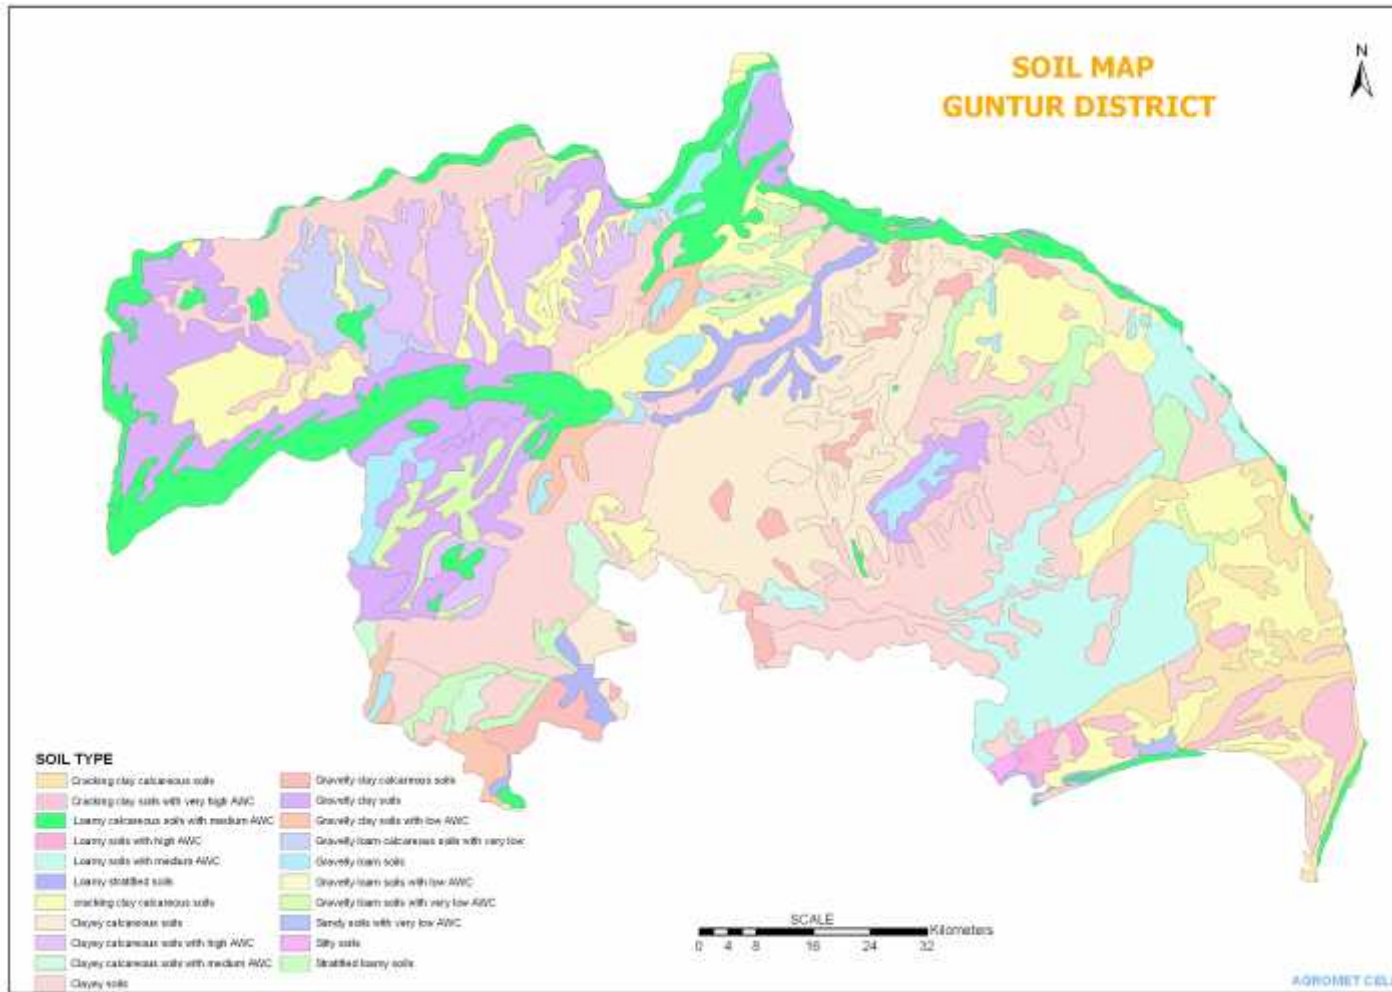 SOIL MAP
GUNTUR DISTRICT
N
SOIL TYPE
Cracking clay calcareous soils
Cracking clay soils with very high AWC
Loamy calcareous soils with medium AWC
Loamy soils with high AWC
Loamy soils with medium AWC
Loamy stratified soils
cracking clay calcareous soils
Clayey calcareous soils
Clayey calcareous soils with high AWC
Clayey calcareous soils with medium AWC
Clayey soils
Gravelly clay calcareous soils
Gravelly clay soils
Gravelly clay soils with low AWC
Gravelly loam calcareous soils with very low
Gravelly loam soils
Gravelly loam soils with low AWC
Gravelly loam soils with very low AWC
Sandy soils with very low AWC
Silty soils
Stratified loamy soils
SCALE
Kilometers
0 4 8 16 24 32
AGROMET CELL